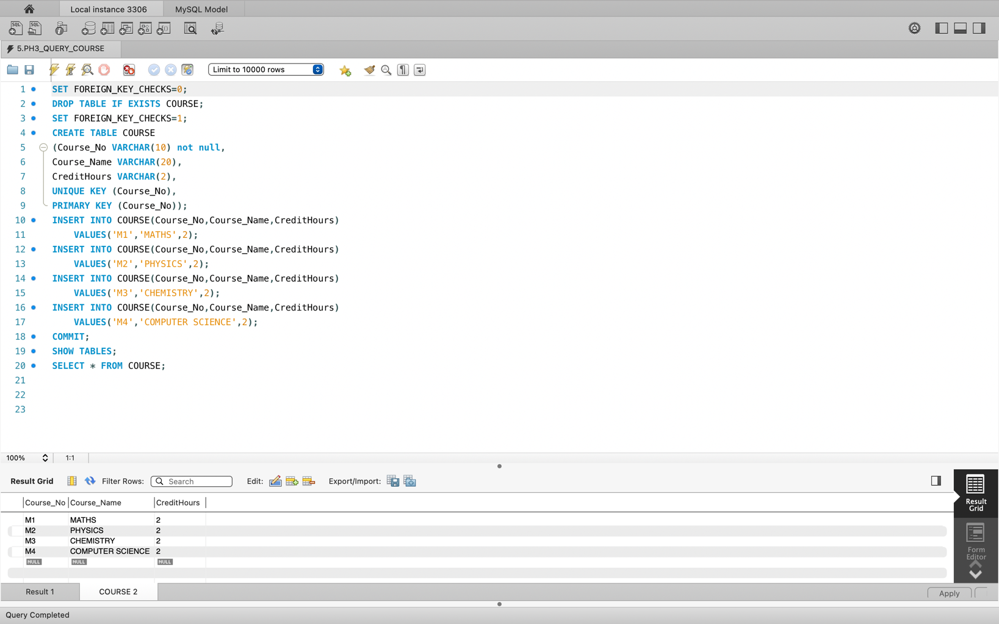 Local instance 3306 MySQL Model
5.PH3_QUERY_COURSE
Limit to 10000 rows
1 SET FOREIGN_KEY_CHECKS=0;
2 DROP TABLE IF EXISTS COURSE;
3 SET FOREIGN_KEY_CHECKS=1;
4 CREATE TABLE COURSE
5 (Course_No VARCHAR(10) not null,
6 Course_Name VARCHAR(20),
7 CreditHours VARCHAR(2),
8 UNIQUE KEY (Course_No),
9 PRIMARY KEY (Course_No));
10 INSERT INTO COURSE(Course_No,Course_Name,CreditHours)
11 VALUES('M1','MATHS',2);
12 INSERT INTO COURSE(Course_No,Course_Name,CreditHours)
13 VALUES('M2','PHYSICS',2);
14 INSERT INTO COURSE(Course_No,Course_Name,CreditHours)
15 VALUES('M3','CHEMISTRY',2);
16 INSERT INTO COURSE(Course_No,Course_Name,CreditHours)
17 VALUES('M4','COMPUTER SCIENCE',2);
18 COMMIT;
19 SHOW TABLES;
20 SELECT * FROM COURSE;
21
22
23
100% 1:1
Result Grid Filter Rows: Search Edit: Export/Import:
Course_No Course_Name CreditHours
M1 MATHS 2
M2 PHYSICS 2
M3 CHEMISTRY 2
M4 COMPUTER SCIENCE 2
NULL NULL NULL
Result
Grid
Form
Editor
Result 1 COURSE 2 Apply
Query Completed